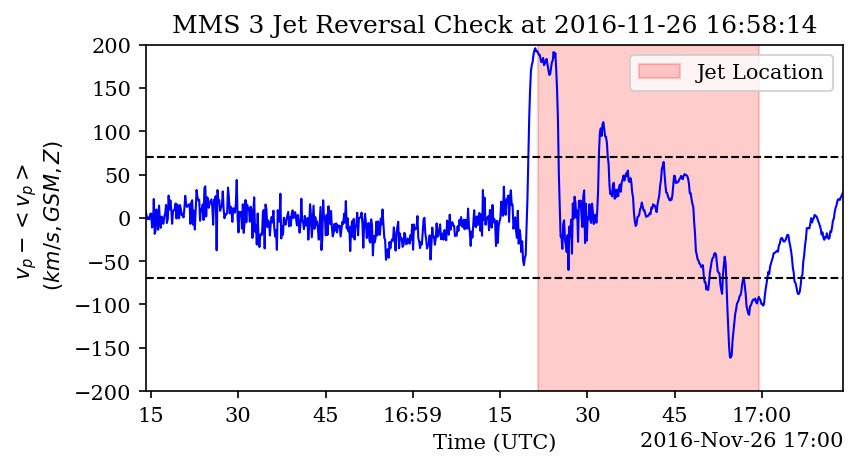 MMS 3 Jet Reversal Check at 2016-11-26 16:58:14
Jet Location
200
150
100
50
0
−50
−100
−150
−200
v_p − < v_p >
(km/s, GSM, Z)
15 30 45 16:59 15 30 45 17:00
Time (UTC)
2016-Nov-26 17:00